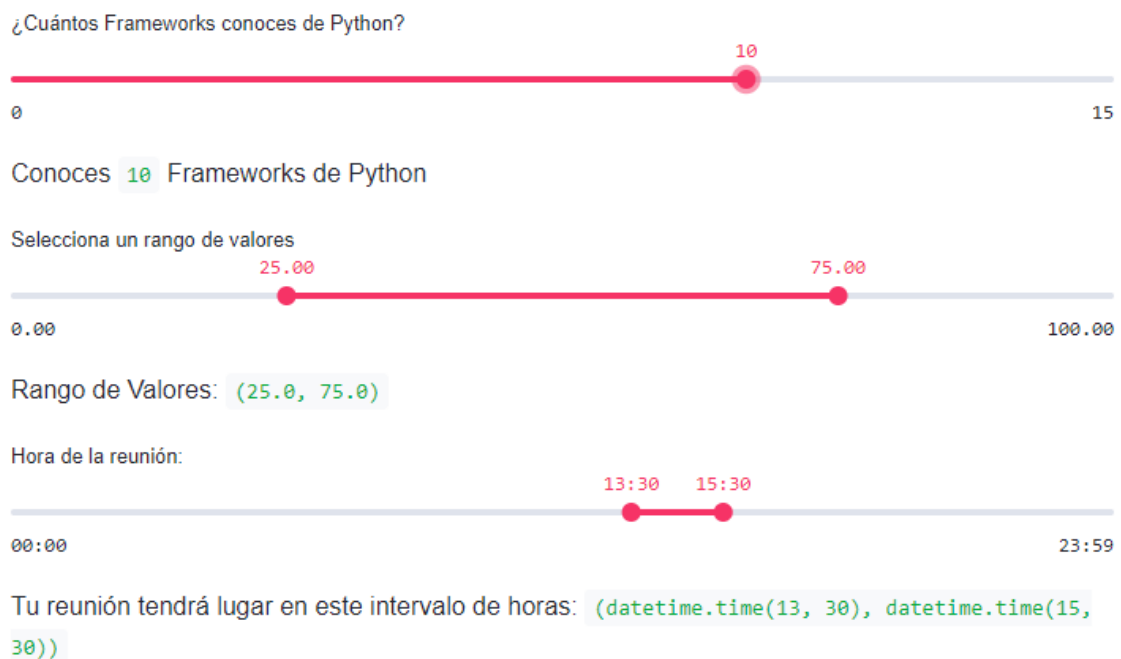 ¿Cuántos Frameworks conoces de Python?
10
0 15
Conoces 10 Frameworks de Python
Selecciona un rango de valores
25.00 75.00
0.00 100.00
Rango de Valores: (25.0, 75.0)
Hora de la reunión:
13:30 15:30
00:00 23:59
Tu reunión tendrá lugar en este intervalo de horas: (datetime.time(13, 30), datetime.time(15,
30))